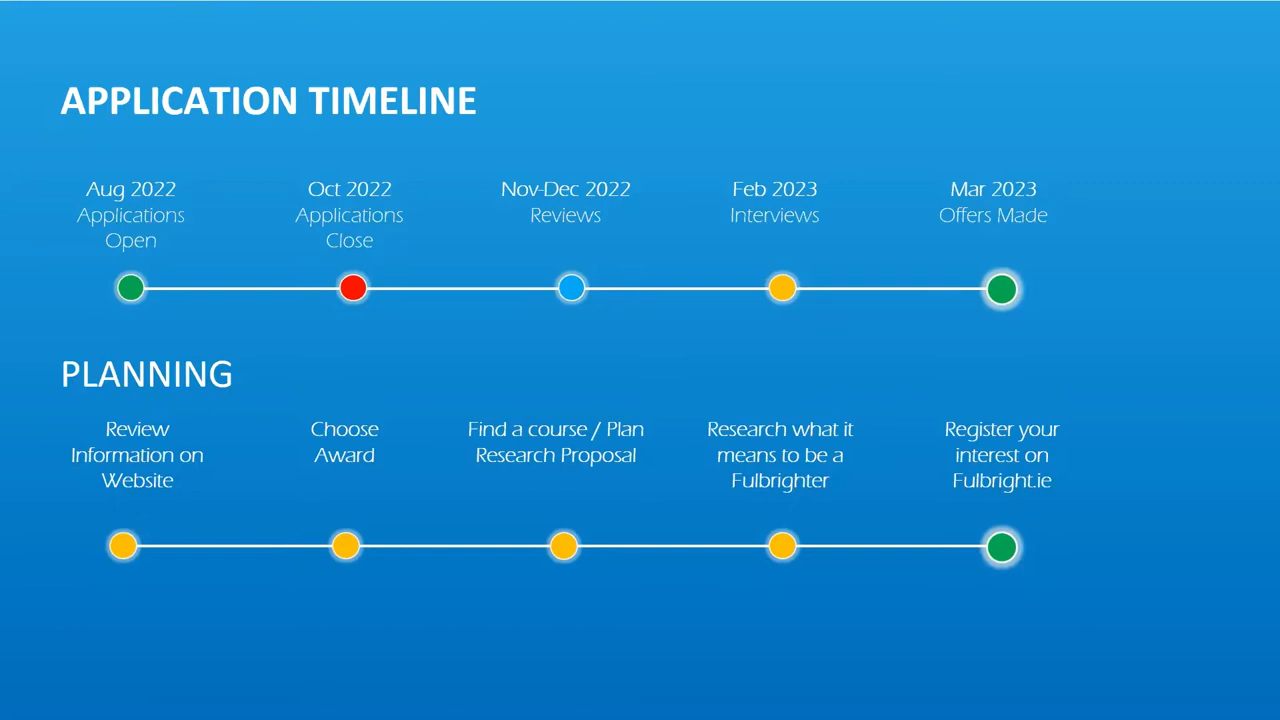 APPLICATION TIMELINE
Aug 2022
Applications
Open
Oct 2022
Applications
Close
Nov-Dec 2022
Reviews
Feb 2023
Interviews
Mar 2023
Offers Made
PLANNING
Review
Information on
Website
Choose
Award
Find a course / Plan
Research Proposal
Research what it
means to be a
Fulbrighter
Register your
interest on
Fulbright.ie